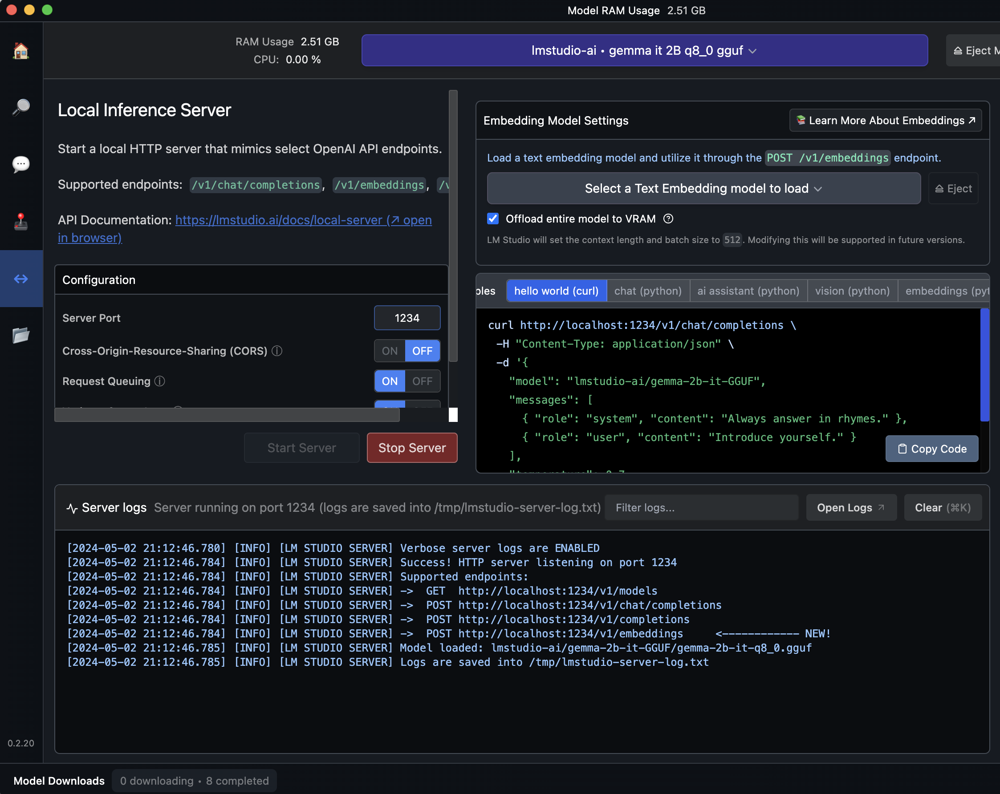 Model RAM Usage 2.51 GB
RAM Usage 2.51 GB
CPU: 0.00 %
lmstudio-ai • gemma it 2B q8_0 gguf
Eject M
Local Inference Server
Start a local HTTP server that mimics select OpenAI API endpoints.
Supported endpoints: /v1/chat/completions, /v1/embeddings, /v
API Documentation: https://lmstudio.ai/docs/local-server (↗ open
in browser)
Configuration
Server Port 1234
Cross-Origin-Resource-Sharing (CORS) ON OFF
Request Queuing ON OFF
Start Server Stop Server
Embedding Model Settings
📚 Learn More About Embeddings ↗
Load a text embedding model and utilize it through the POST /v1/embeddings endpoint.
Select a Text Embedding model to load
Eject
Offload entire model to VRAM
LM Studio will set the context length and batch size to 512. Modifying this will be supported in future versions.
ples hello world (curl) chat (python) ai assistant (python) vision (python) embeddings (pyt
curl http://localhost:1234/v1/chat/completions \
-H "Content-Type: application/json" \
-d '{
"model": "lmstudio-ai/gemma-2b-it-GGUF",
"messages": [
{ "role": "system", "content": "Always answer in rhymes." },
{ "role": "user", "content": "Introduce yourself." }
],
"temperature": 0.7,
Copy Code
Server logs Server running on port 1234 (logs are saved into /tmp/lmstudio-server-log.txt) Filter logs... Open Logs ↗ Clear (⌘K)
[2024-05-02 21:12:46.780] [INFO] [LM STUDIO SERVER] Verbose server logs are ENABLED
[2024-05-02 21:12:46.784] [INFO] [LM STUDIO SERVER] Success! HTTP server listening on port 1234
[2024-05-02 21:12:46.784] [INFO] [LM STUDIO SERVER] Supported endpoints:
[2024-05-02 21:12:46.784] [INFO] [LM STUDIO SERVER] -> GET http://localhost:1234/v1/models
[2024-05-02 21:12:46.784] [INFO] [LM STUDIO SERVER] -> POST http://localhost:1234/v1/chat/completions
[2024-05-02 21:12:46.784] [INFO] [LM STUDIO SERVER] -> POST http://localhost:1234/v1/completions
[2024-05-02 21:12:46.784] [INFO] [LM STUDIO SERVER] -> POST http://localhost:1234/v1/embeddings <------------ NEW!
[2024-05-02 21:12:46.785] [INFO] [LM STUDIO SERVER] Model loaded: lmstudio-ai/gemma-2b-it-GGUF/gemma-2b-it-q8_0.gguf
[2024-05-02 21:12:46.785] [INFO] [LM STUDIO SERVER] Logs are saved into /tmp/lmstudio-server-log.txt
0.2.20
Model Downloads 0 downloading • 8 completed